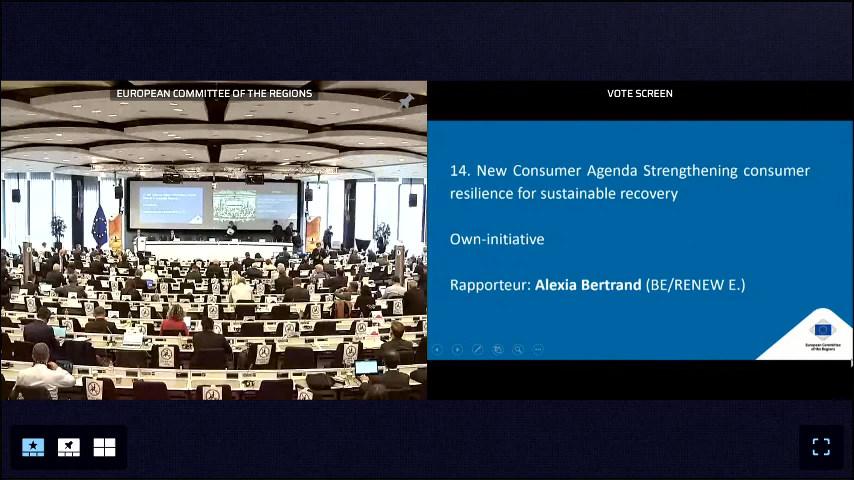 EUROPEAN COMMITTEE OF THE REGIONS
VOTE SCREEN
14. New Consumer Agenda Strengthening consumer
resilience for sustainable recovery
Own-initiative
Rapporteur: Alexia Bertrand (BE/RENEW E.)
European Committee
of the Regions